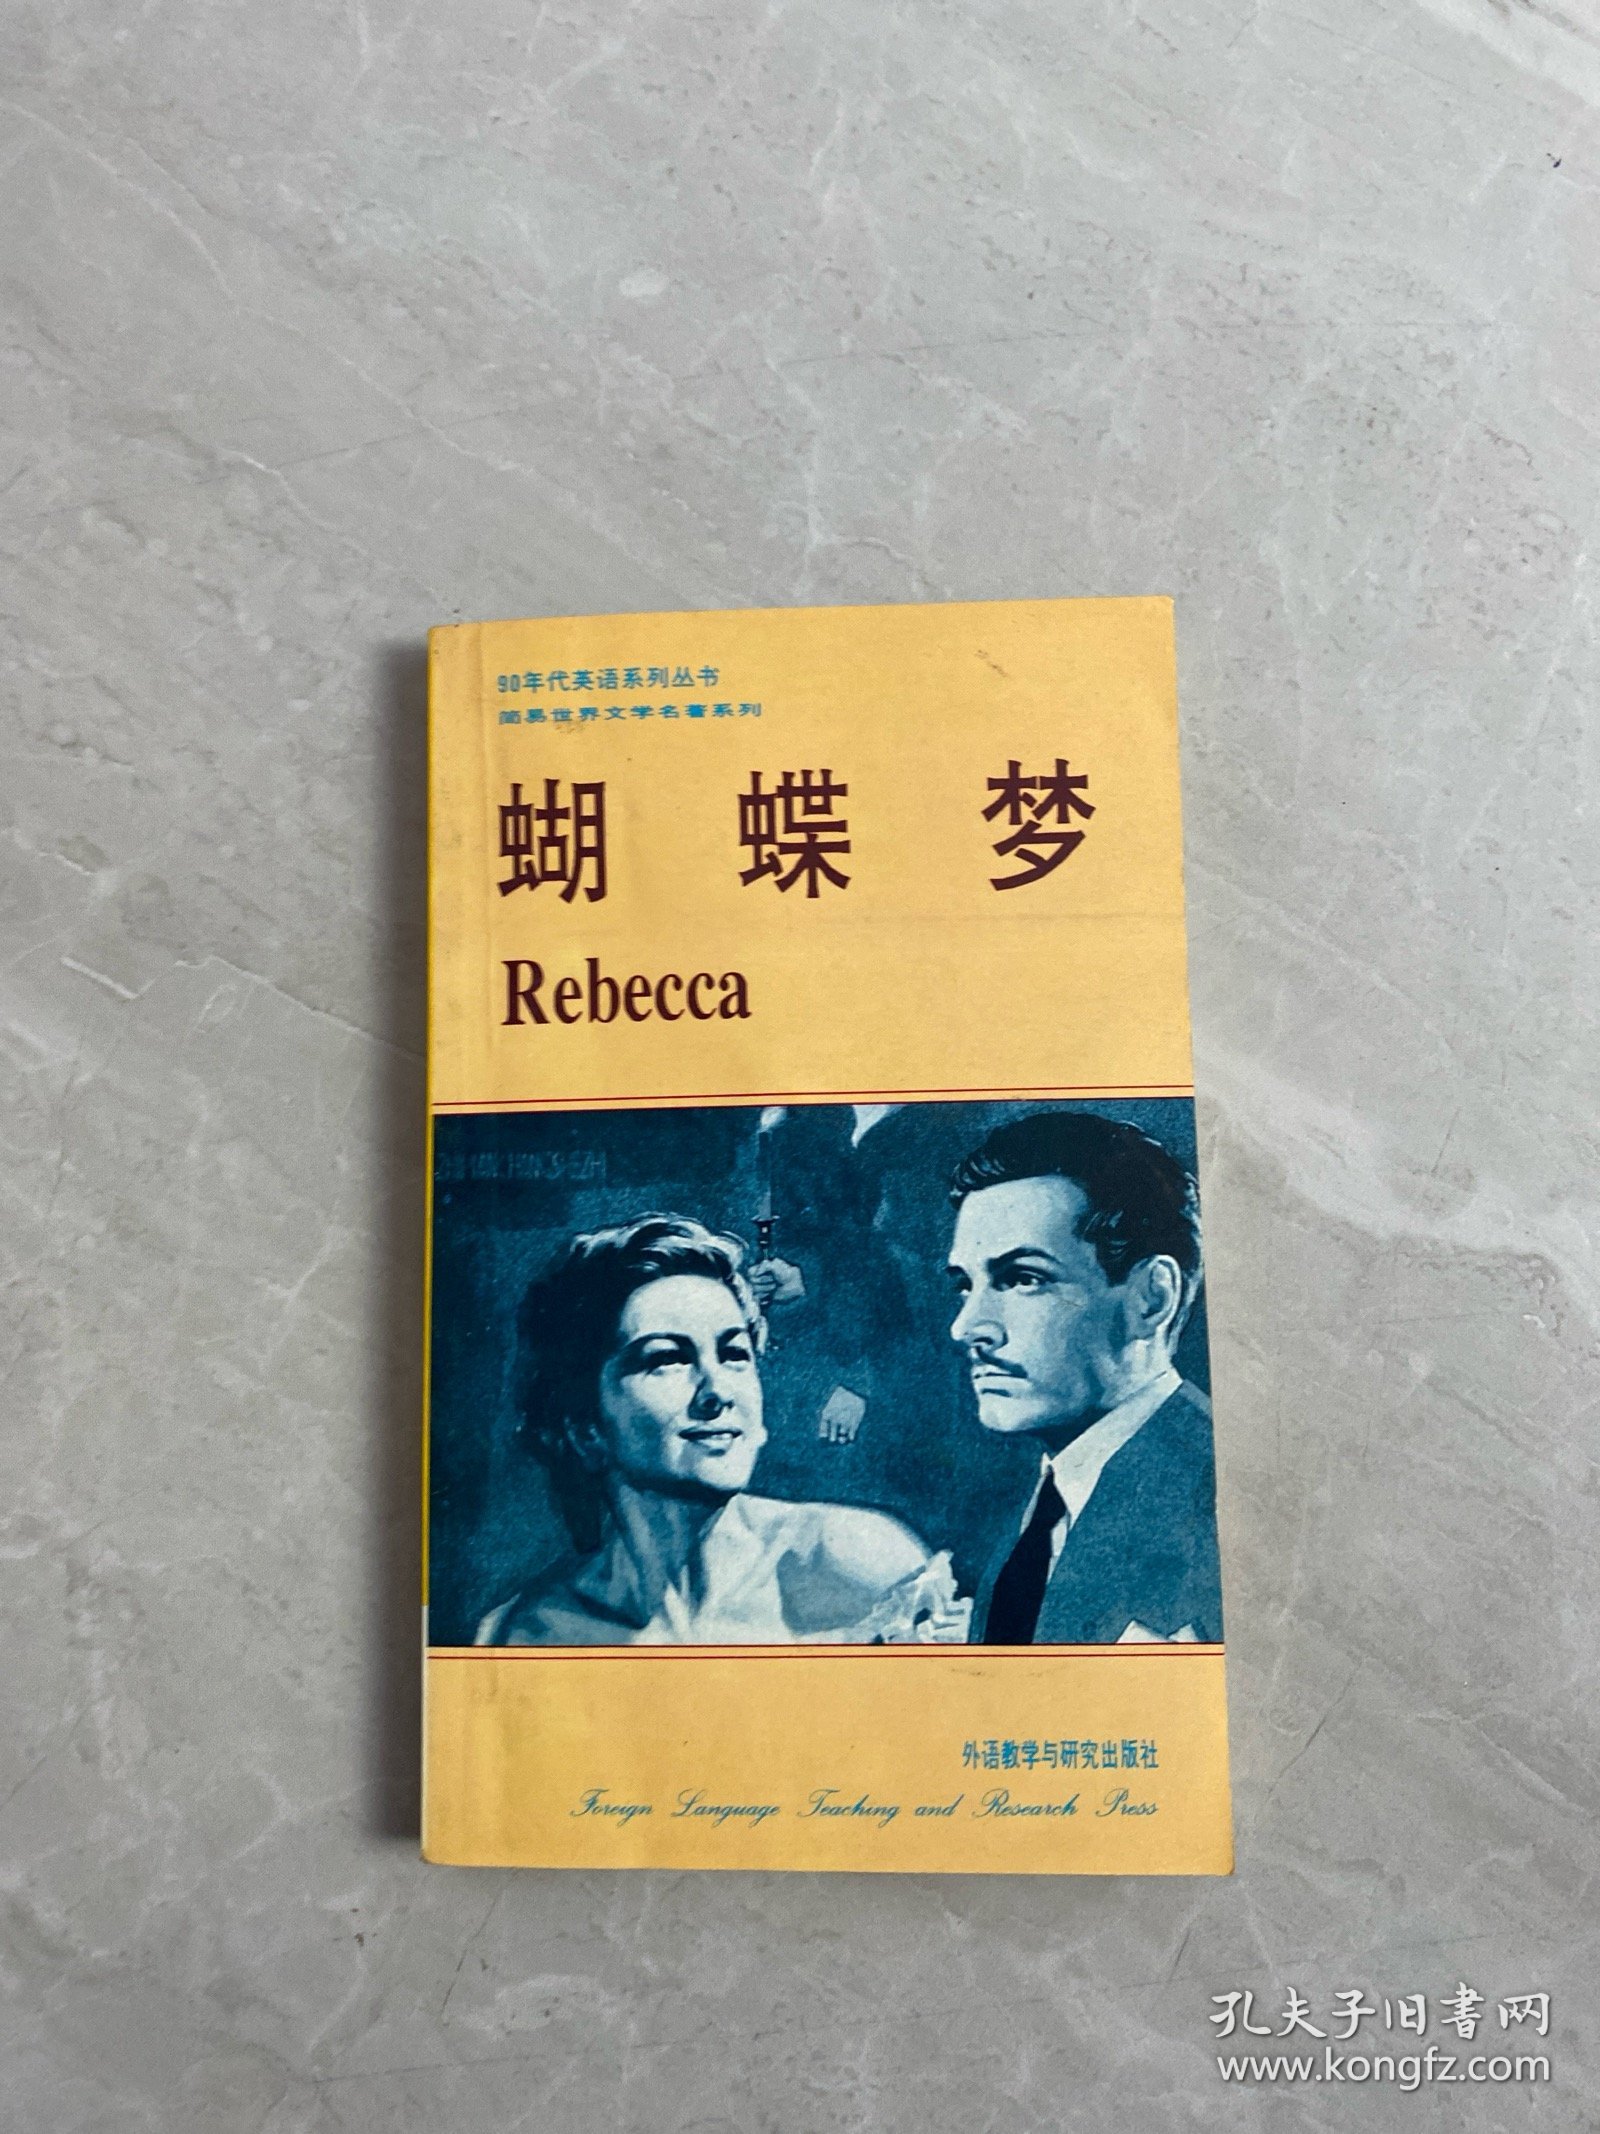 90年代英语系列丛书
简易世界文学名著系列
蝴蝶梦
Rebecca
外语教学与研究出版社
Foreign Language Teaching and Research Press
孔夫子旧书网
www.kongfz.com